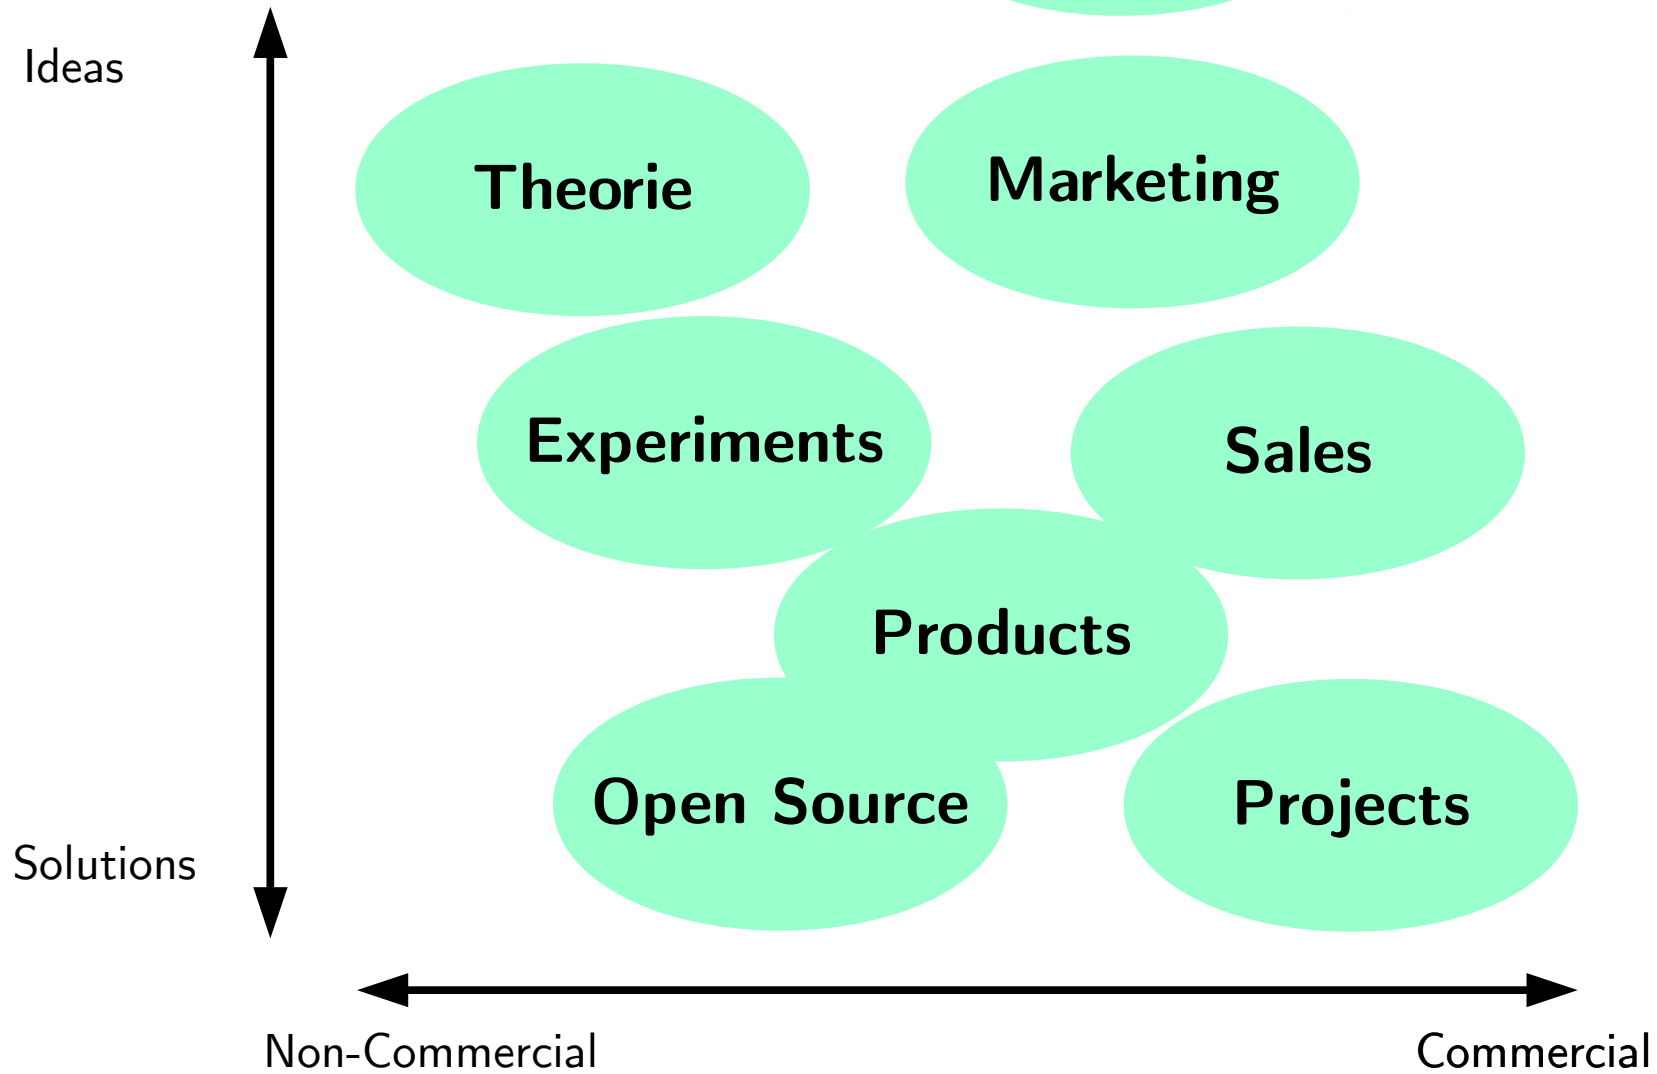 Ideas
Theorie
Marketing
Experiments
Sales
Products
Open Source
Projects
Solutions
Non-Commercial
Commercial